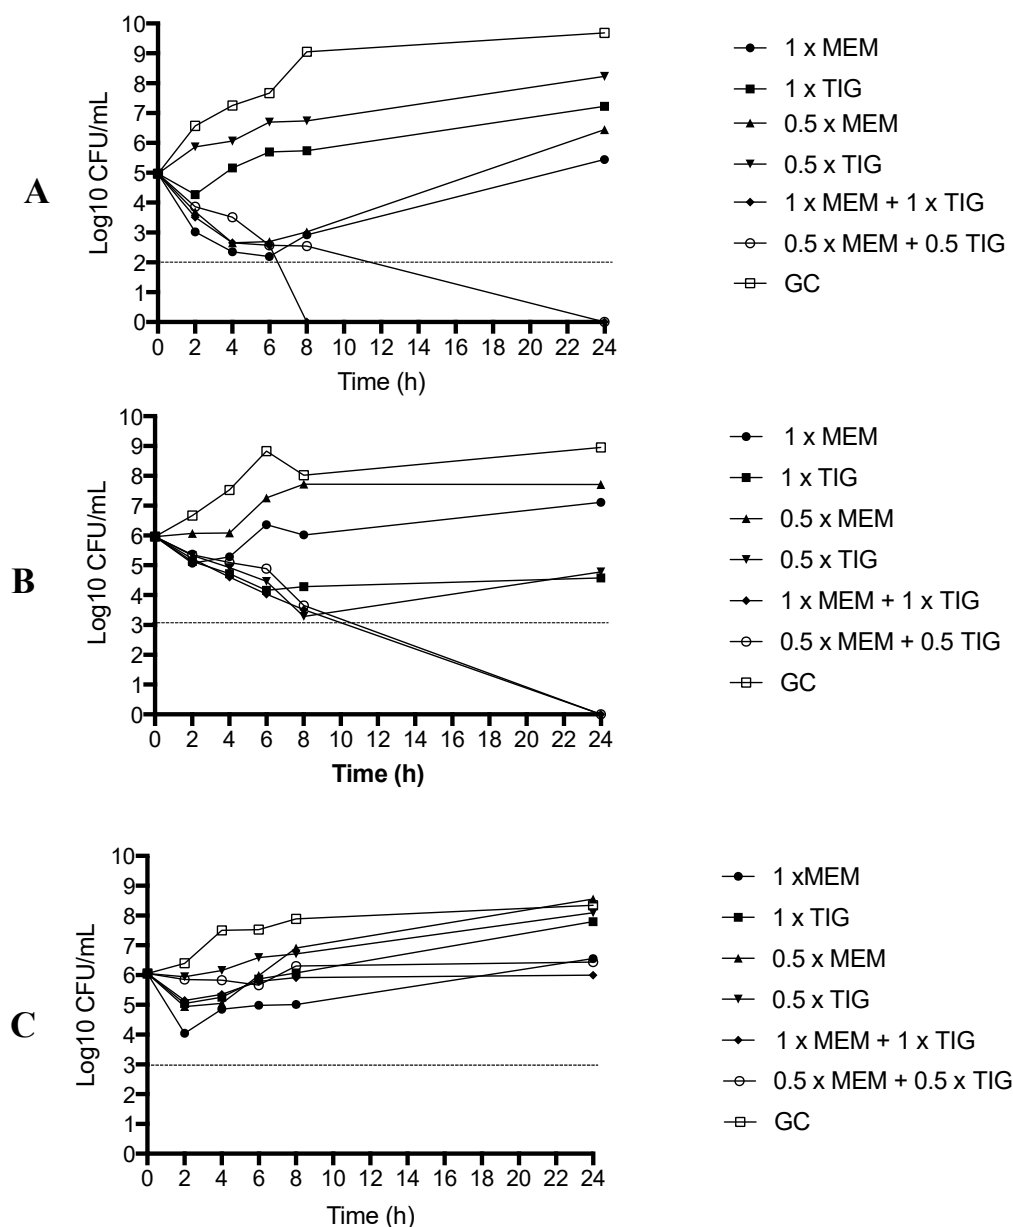 A
Log10 CFU/mL
10
9
8
7
6
5
4
3
2
1
0
0 2 4 6 8 10 12 14 16 18 20 22 24
Time (h)
1 x MEM
1 x TIG
0.5 x MEM
0.5 x TIG
1 x MEM + 1 x TIG
0.5 x MEM + 0.5 TIG
GC
B
Log10 CFU/mL
10
9
8
7
6
5
4
3
2
1
0
0 2 4 6 8 10 12 14 16 18 20 22 24
Time (h)
1 x MEM
1 x TIG
0.5 x MEM
0.5 x TIG
1 x MEM + 1 x TIG
0.5 x MEM + 0.5 TIG
GC
C
Log10 CFU/mL
10
9
8
7
6
5
4
3
2
1
0
0 2 4 6 8 10 12 14 16 18 20 22 24
Time (h)
1 xMEM
1 x TIG
0.5 x MEM
0.5 x TIG
1 x MEM + 1 x TIG
0.5 x MEM + 0.5 x TIG
GC